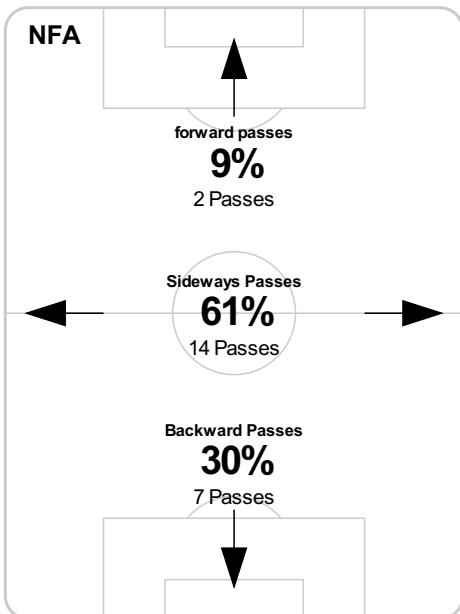 NFA
forward passes
9%
2 Passes
Sideways Passes
61%
14 Passes
Backward Passes
30%
7 Passes